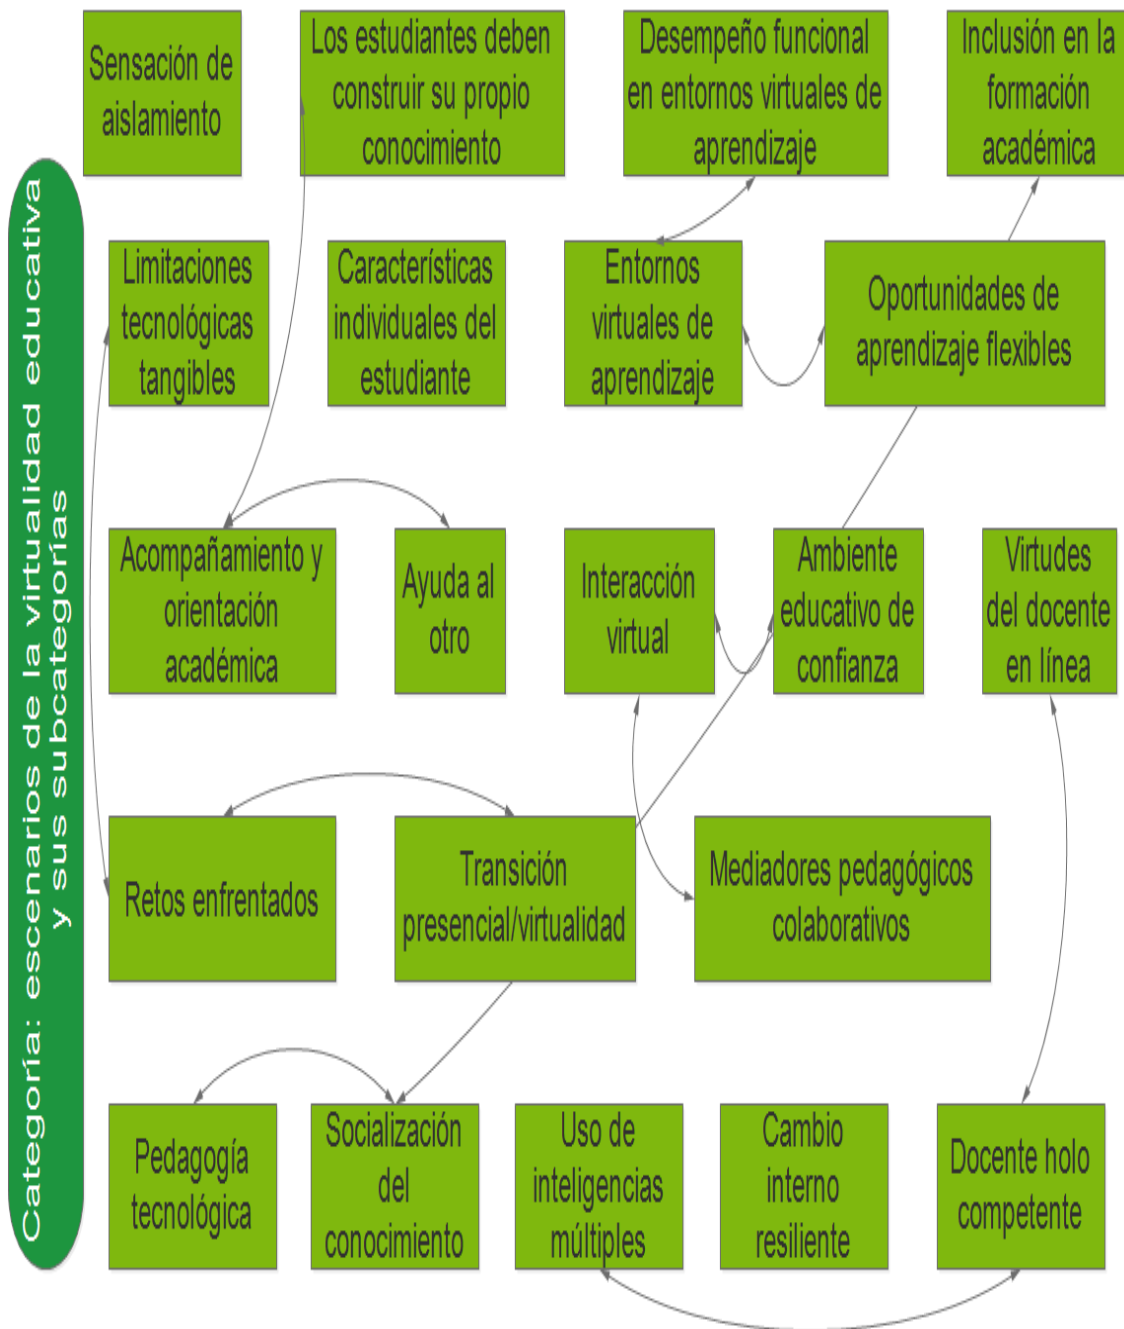 Categoría: escenarios de la virtualidad educativa
y sus subcategorías
Sensación de
aislamiento
Los estudiantes deben
construir su propio
conocimiento
Desempeño funcional
en entornos virtuales de
aprendizaje
Inclusión en la
formación
académica
Limitaciones
tecnológicas
tangibles
Característicás
individuales del
estudiante
Entornos
virtuales de
aprendizaje
Oportunidades de
aprendizaje flexibles
Acompañamiento y
orientación
académica
Ayuda al
otro
Interacción
virtual
Ambiente
educativo de
confianza
Virtudes
del docente
en línea
Retos enfrentados
Transición
presencial/virtualidad
Mediadores pedagógicos
colaborativos
Pedagogía
tecnológica
Socialización
del
conocimiento
Uso de
inteligencias
múltiples
Cambio
interno
resiliente
Docente holo
competente